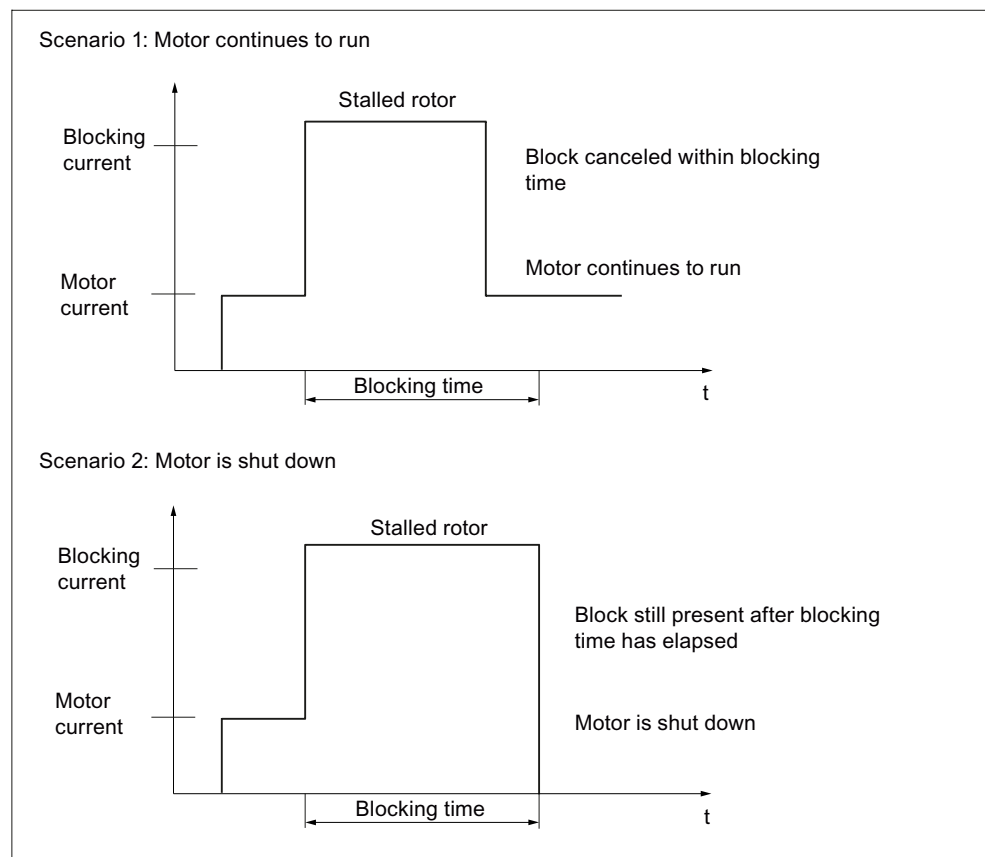 Scenario 1: Motor continues to run
Stalled rotor
Blocking
current
Block canceled within blocking
time
Motor
current
Motor continues to run
Blocking time
t
Scenario 2: Motor is shut down
Stalled rotor
Blocking
current
Block still present after blocking
time has elapsed
Motor
current
Motor is shut down
Blocking time
t